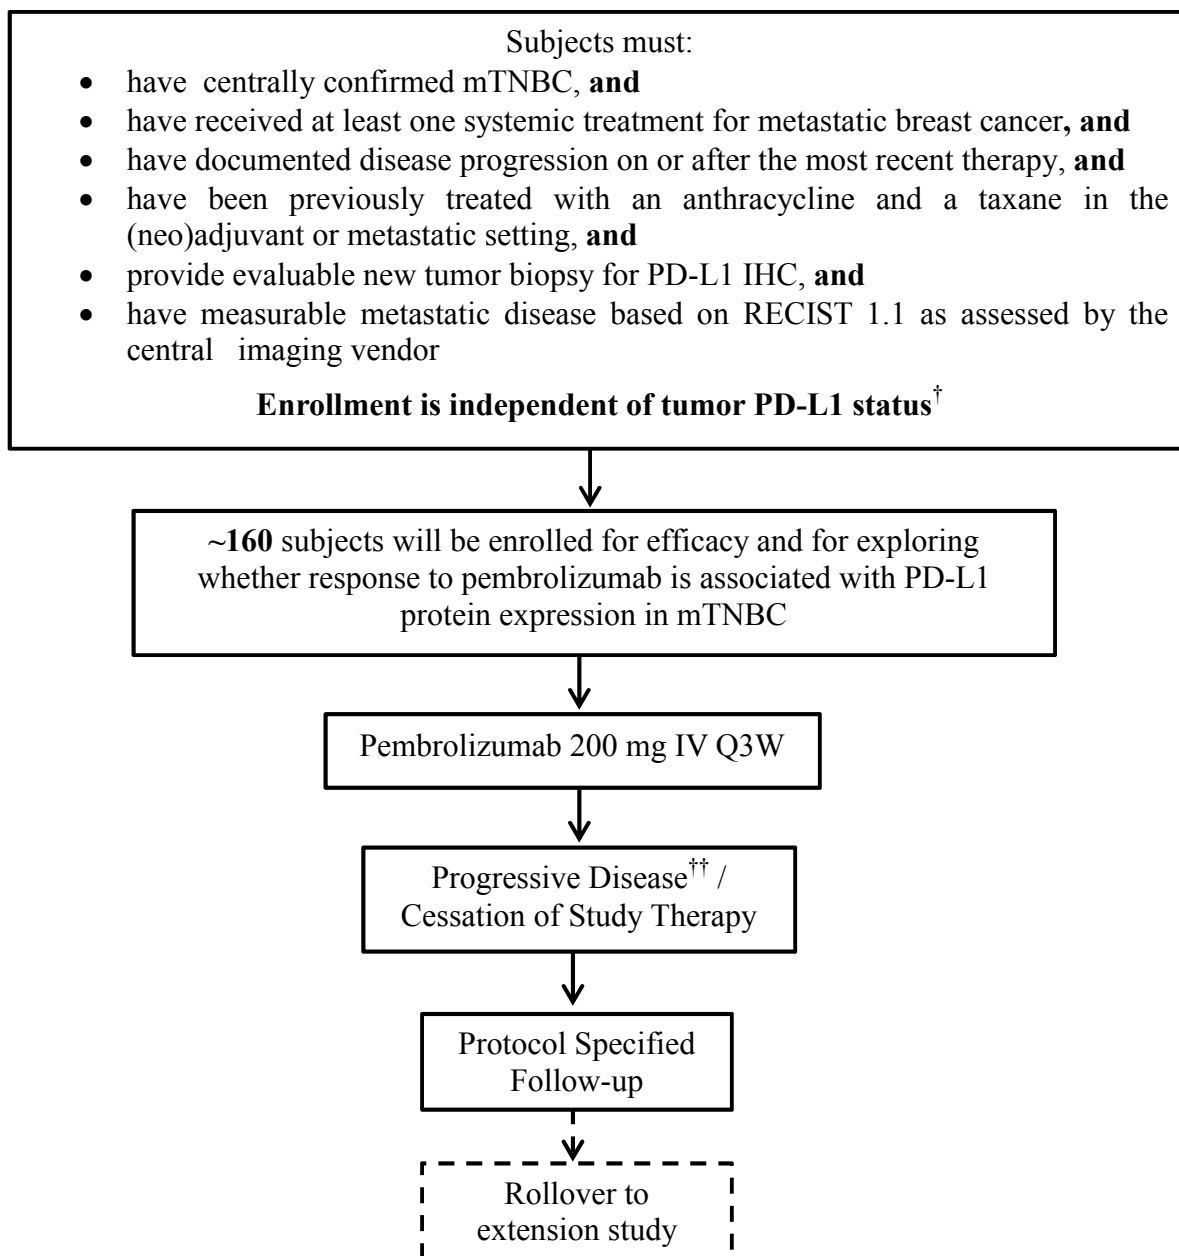 Subjects must:
• have centrally confirmed mTNBC, and
• have received at least one systemic treatment for metastatic breast cancer, and
• have documented disease progression on or after the most recent therapy, and
• have been previously treated with an anthracycline and a taxane in the
(neo)adjuvant or metastatic setting, and
• provide evaluable new tumor biopsy for PD-L1 IHC, and
• have measurable metastatic disease based on RECIST 1.1 as assessed by the
central imaging vendor
Enrollment is independent of tumor PD-L1 status†
~160 subjects will be enrolled for efficacy and for exploring
whether response to pembrolizumab is associated with PD-L1
protein expression in mTNBC
Pembrolizumab 200 mg IV Q3W
Progressive Disease†† /
Cessation of Study Therapy
Protocol Specified
Follow-up
Rollover to
extension study